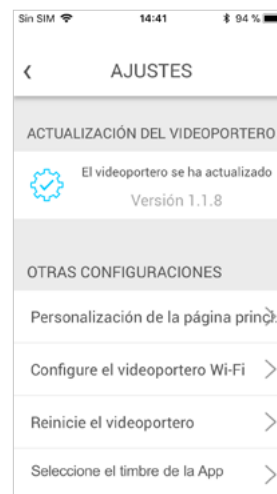 Sin SIM 14:41 94 %
AJUSTES
ACTUALIZACIÓN DEL VIDEOPORTERO
El videoportero se ha actualizado
Versión 1.1.8
OTRAS CONFIGURACIONES
Personalización de la página princi.
Configure el videoportero Wi-Fi
Reinicie el videoportero
Seleccione el timbre de la App